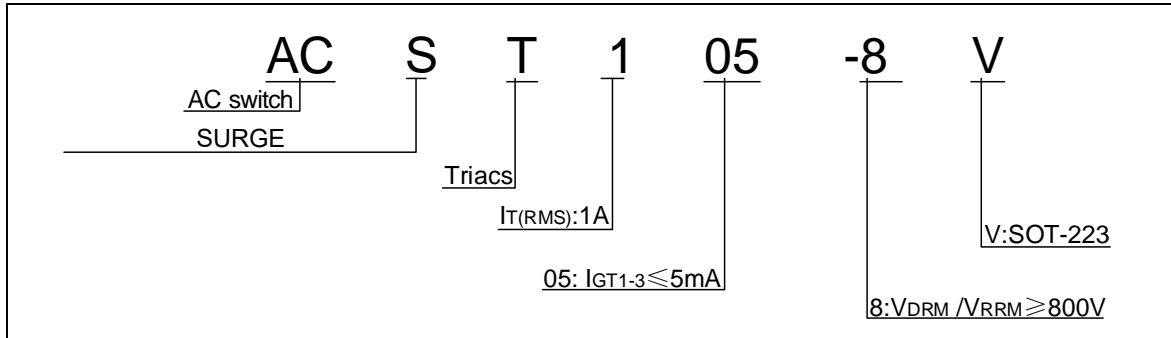 AC S T 1 05 -8 V
AC switch
SURGE
Triacs
IT(RMS):1A
V:SOT-223
05: IGT1-3≤5mA
8:VDRM /VRRM≥800V